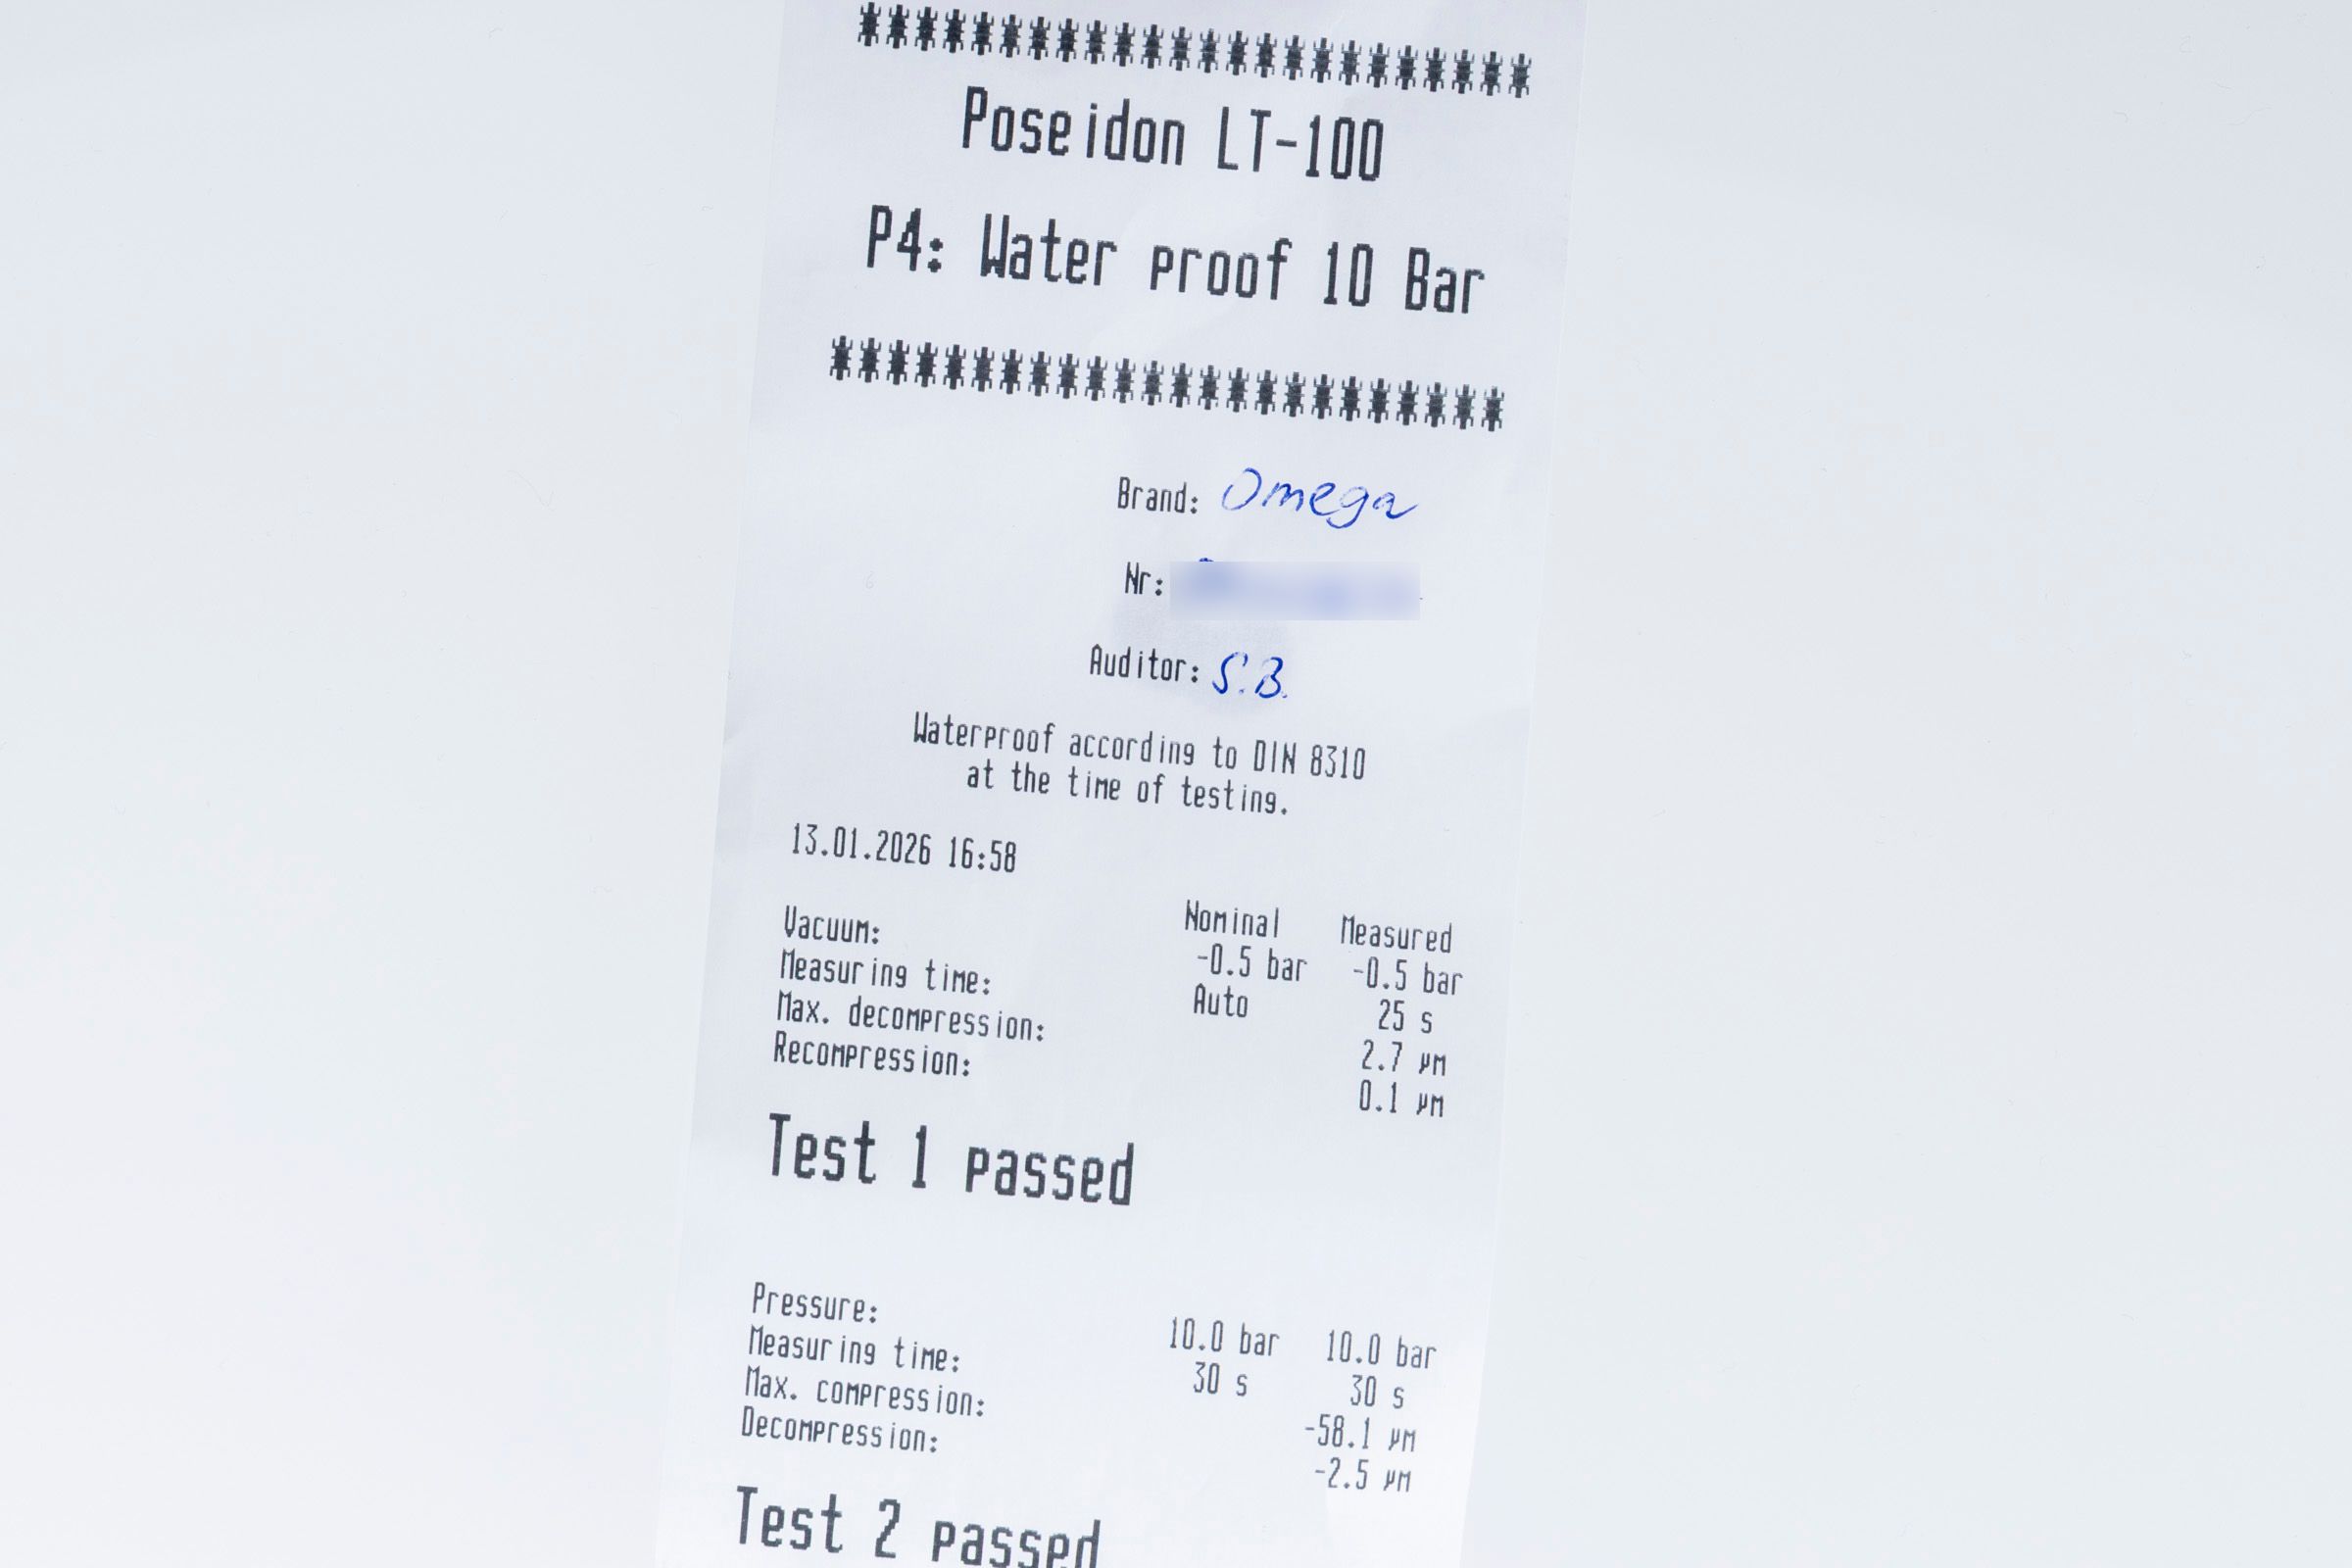 ************************
Poseidon LT-100
P4: Water proof 10 Bar
************************
Brand: Omega
Nr:
Auditor: S.B.
Waterproof according to DIN 8310
at the time of testing.
13.01.2026 16:58
Nominal Measured
Vacuum: -0.5 bar -0.5 bar
Measuring time: Auto 25 s
Max. decompression: 2.7 µm
Recompression: 0.1 µm
Test 1 passed
Pressure: 10.0 bar 10.0 bar
Measuring time: 30 s 30 s
Max. compression: -58.1 µm
Decompression: -2.5 µm
Test 2 passed